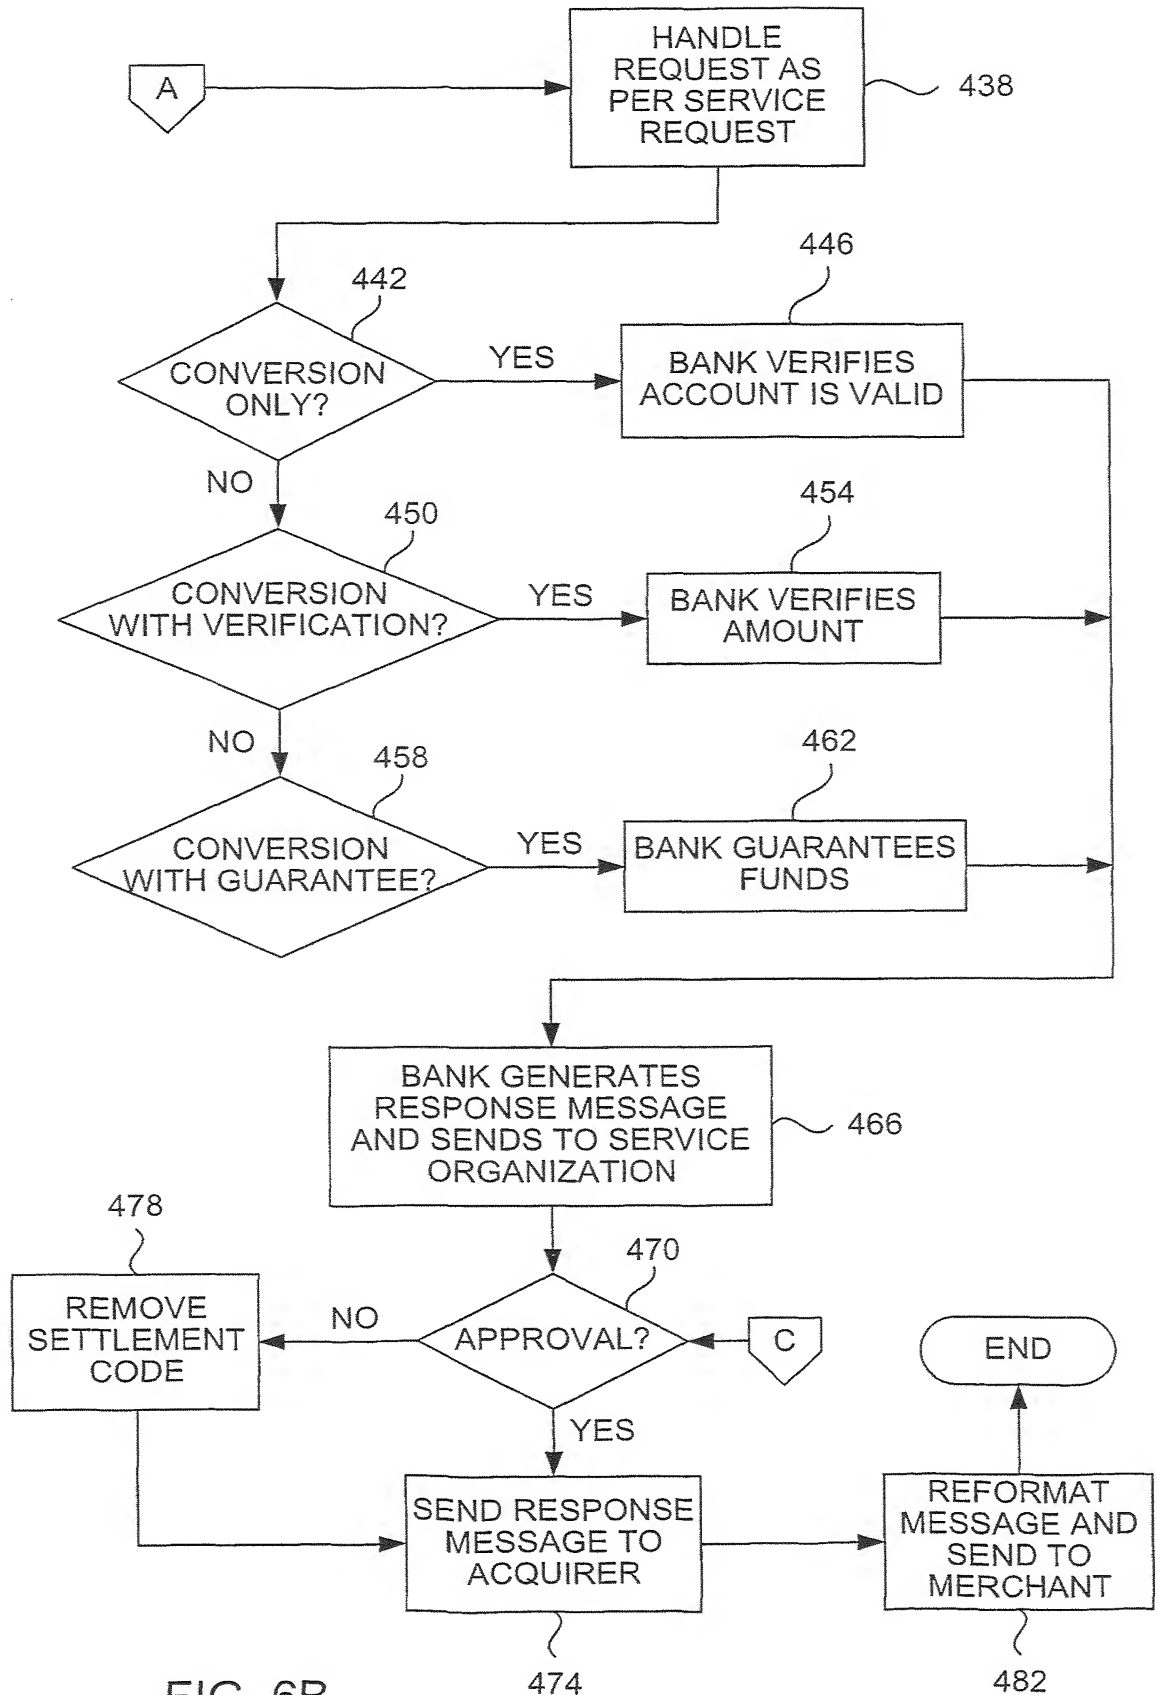 A
HANDLE
REQUEST AS
PER SERVICE
REQUEST
438
442
446
CONVERSION
ONLY?
YES
BANK VERIFIES
ACCOUNT IS VALID
NO
450
454
CONVERSION
WITH VERIFICATION?
YES
BANK VERIFIES
AMOUNT
NO
458
462
CONVERSION
WITH GUARANTEE?
YES
BANK GUARANTEES
FUNDS
BANK GENERATES
RESPONSE MESSAGE
AND SENDS TO SERVICE
ORGANIZATION
466
478
470
REMOVE
SETTLEMENT
CODE
NO
APPROVAL?
C
END
YES
SEND RESPONSE
MESSAGE TO
ACQUIRER
REFORMAT
MESSAGE AND
SEND TO
MERCHANT
474
482
FIG. 6B